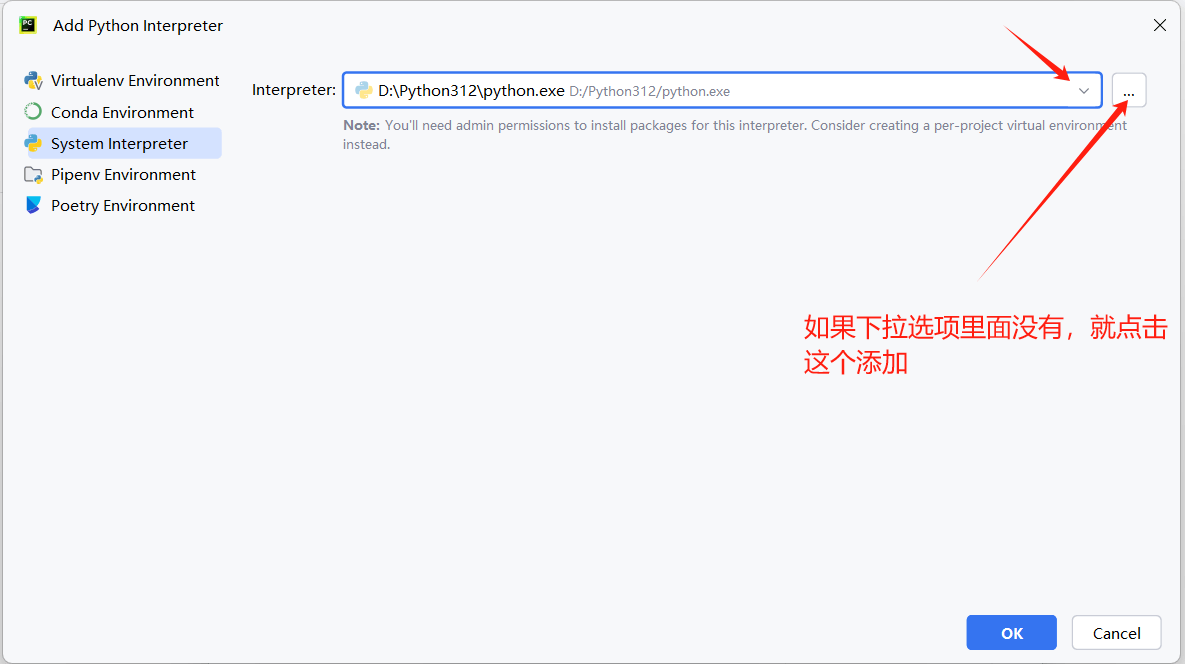 Add Python Interpreter
Virtualenv Environment
Conda Environment
System Interpreter
Pipenv Environment
Poetry Environment
Interpreter: D:\Python312\python.exe D:/Python312/python.exe ...
Note: You'll need admin permissions to install packages for this interpreter. Consider creating a per-project virtual environment
instead.
如果下拉选项里面没有，就点击
这个添加
OK Cancel